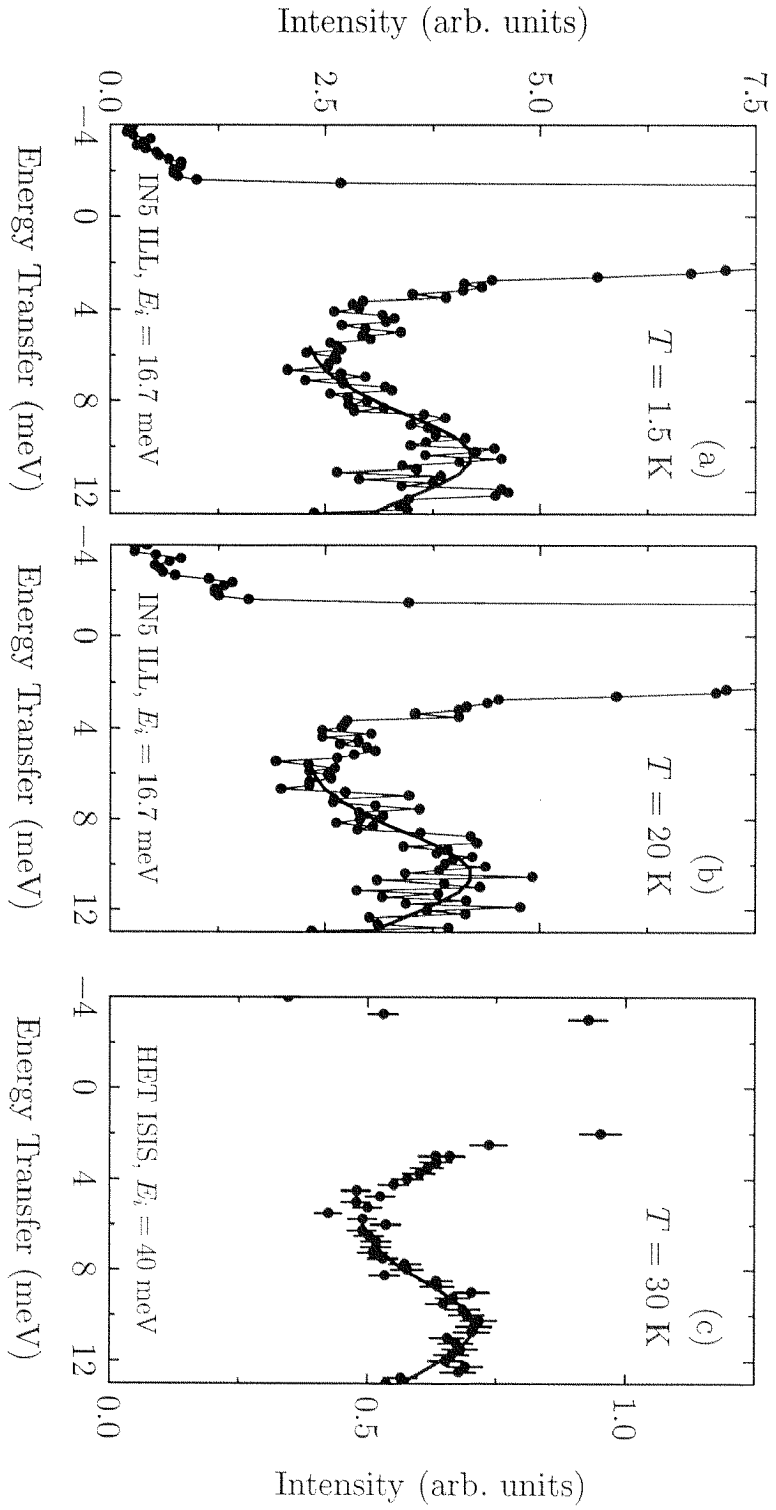 Intensity (arb. units)
7.5
5.0
2.5
0.0
(a)
T = 1.5 K
IN5 ILL, E_i = 16.7 meV
−4 0 4 8 12
Energy Transfer (meV)
(b)
T = 20 K
IN5 ILL, E_i = 16.7 meV
−4 0 4 8 12
Energy Transfer (meV)
(c)
T = 30 K
HET ISIS, E_i = 40 meV
−4 0 4 8 12
Energy Transfer (meV)
1.0
0.5
0.0
Intensity (arb. units)